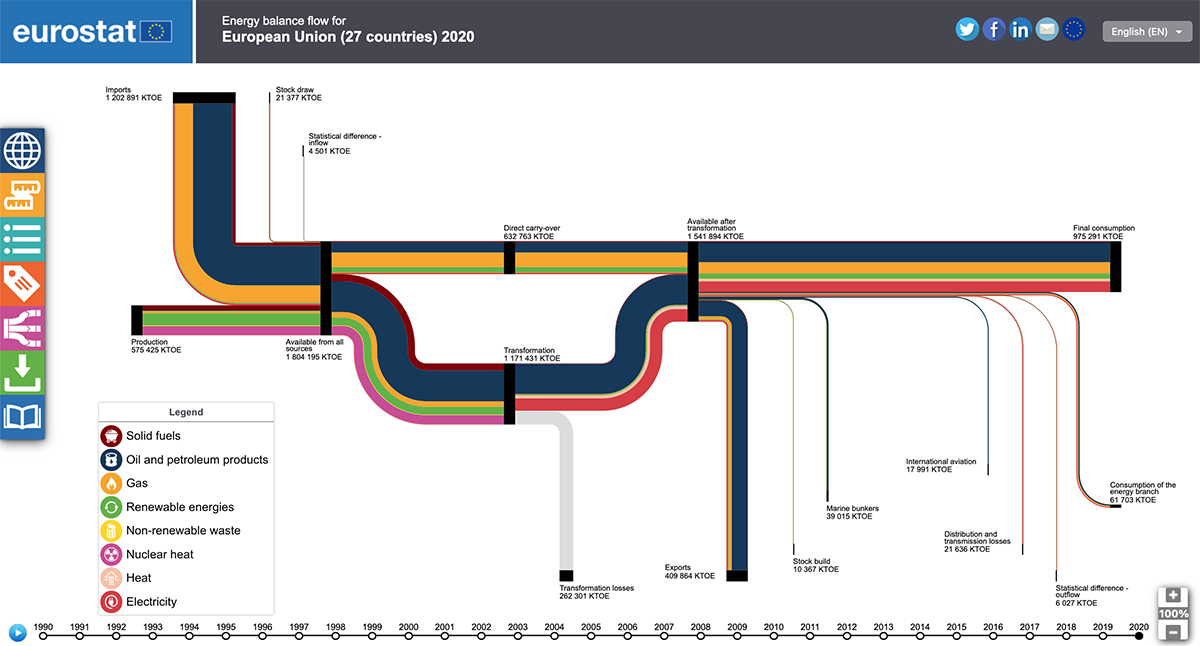 eurostat
Energy balance flow for
European Union (27 countries) 2020
English (EN)
Imports
1 202 891 KTOE
Stock draw
21 377 KTOE
Statistical difference -
inflow
4 501 KTOE
Direct carry-over
632 763 KTOE
Available after
transformation
1 541 894 KTOE
Final consumption
975 291 KTOE
Production
575 425 KTOE
Available from all
sources
1 804 195 KTOE
Transformation
1 171 431 KTOE
Legend
Solid fuels
Oil and petroleum products
Gas
Renewable energies
Non-renewable waste
Nuclear heat
Heat
Electricity
International aviation
17 991 KTOE
Consumption of the
energy branch
61 703 KTOE
Marine bunkers
39 015 KTOE
Distribution and
transmission losses
21 636 KTOE
Stock build
10 367 KTOE
Exports
409 864 KTOE
Transformation losses
262 301 KTOE
Statistical difference -
outflow
6 027 KTOE
100%
1990 1991 1992 1993 1994 1995 1996 1997 1998 1999 2000 2001 2002 2003 2004 2005 2006 2007 2008 2009 2010 2011 2012 2013 2014 2015 2016 2017 2018 2019 2020